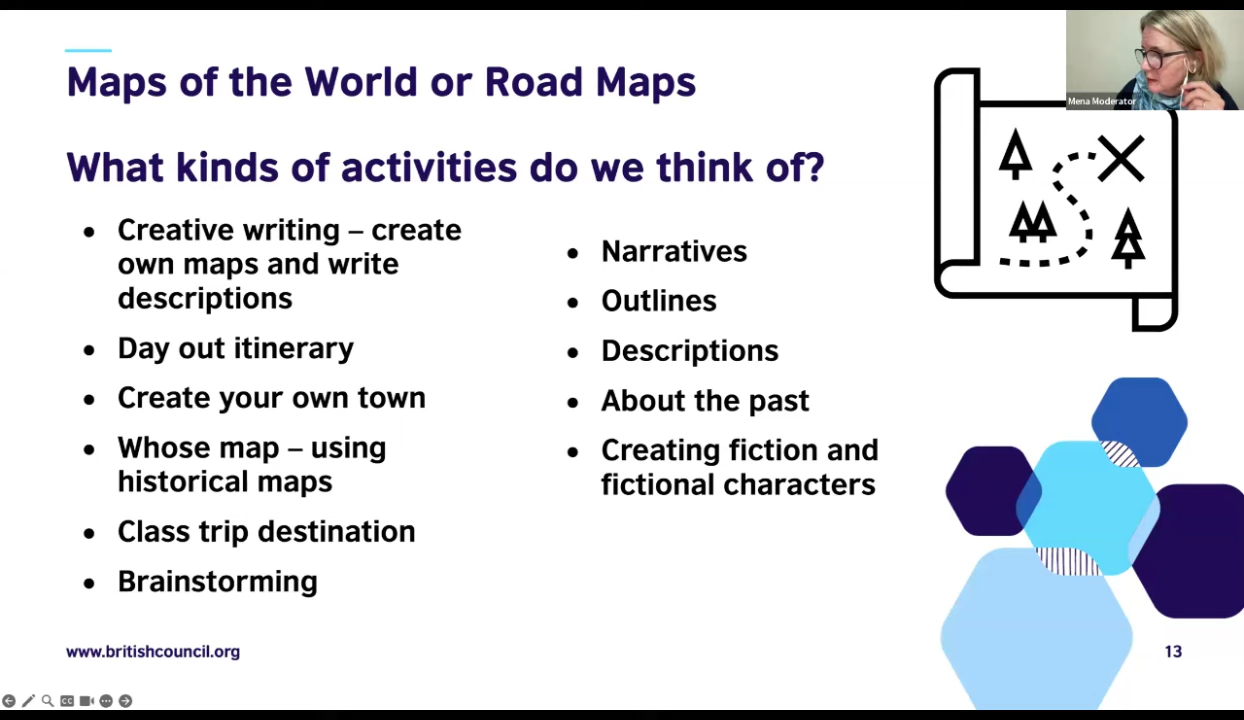 Mena Moderator
Maps of the World or Road Maps
What kinds of activities do we think of?
• Creative writing – create
own maps and write
descriptions
• Day out itinerary
• Create your own town
• Whose map – using
historical maps
• Class trip destination
• Brainstorming
• Narratives
• Outlines
• Descriptions
• About the past
• Creating fiction and
fictional characters
www.britishcouncil.org
13
CC